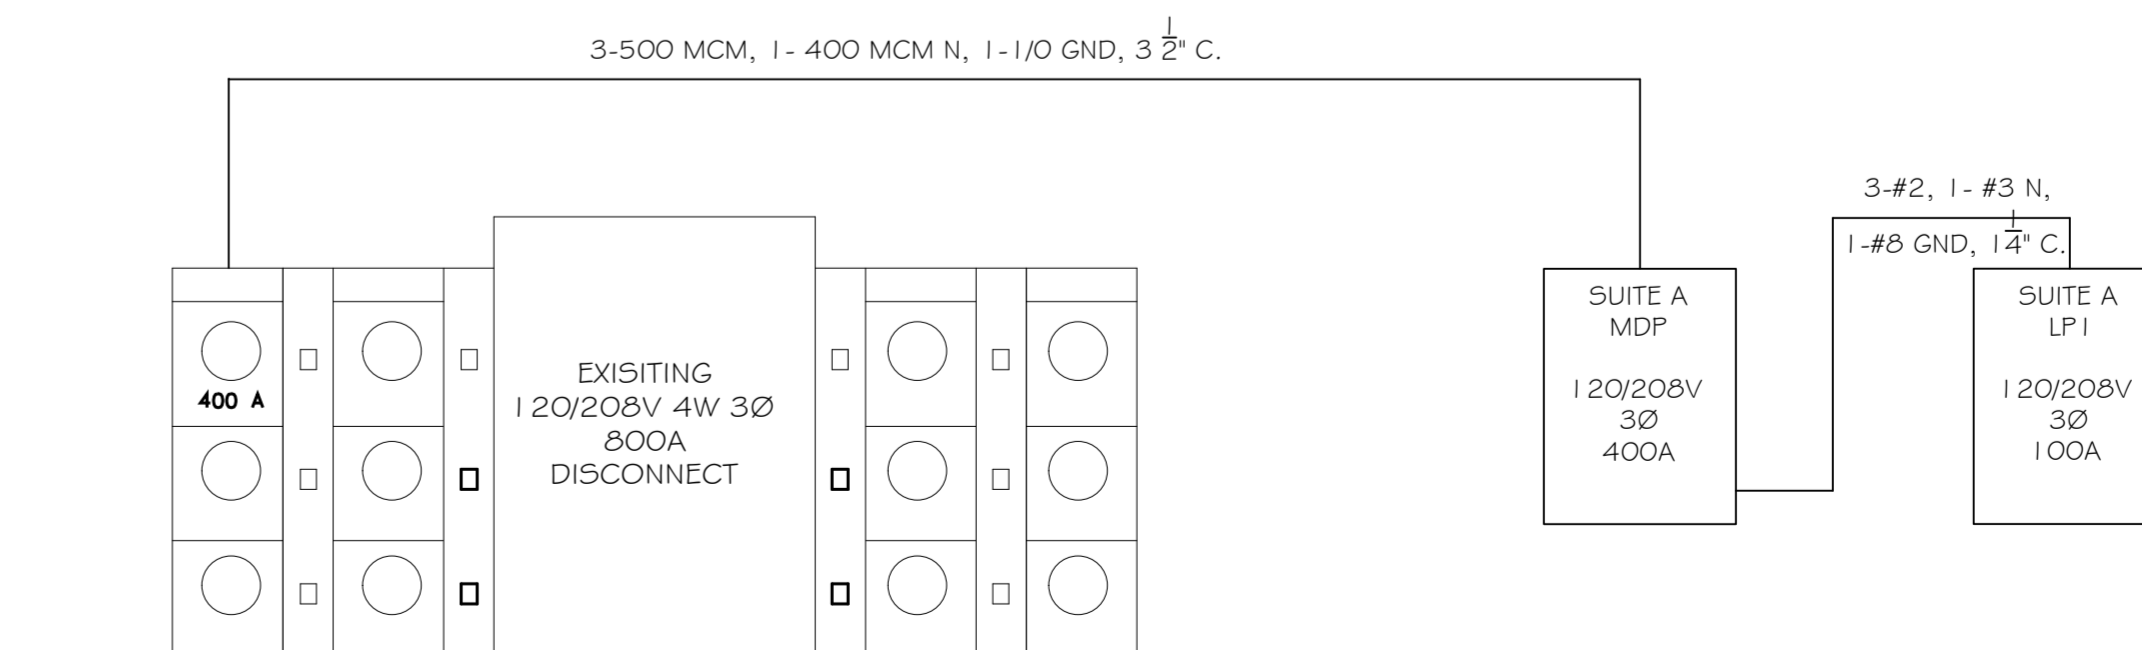 3-500 MCM, 1- 400 MCM N, 1-1/0 GND, 3 1/2" C.
3-#2, 1- #3 N,
1-#8 GND, 1 1/4" C.
400 A
EXISITING
120/208V 4W 3Ø
800A
DISCONNECT
SUITE A
MDP
120/208V
3Ø
400A
SUITE A
LP1
120/208V
3Ø
100A